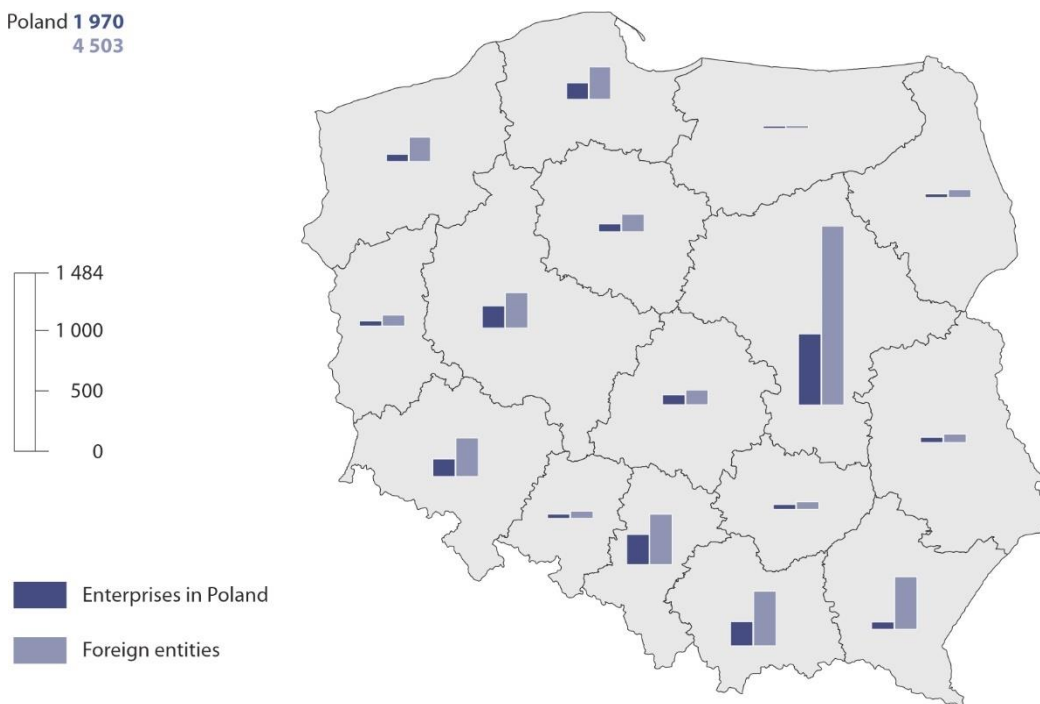 Poland 1 970
4 503
1 484
1 000
500
0
Enterprises in Poland
Foreign entities